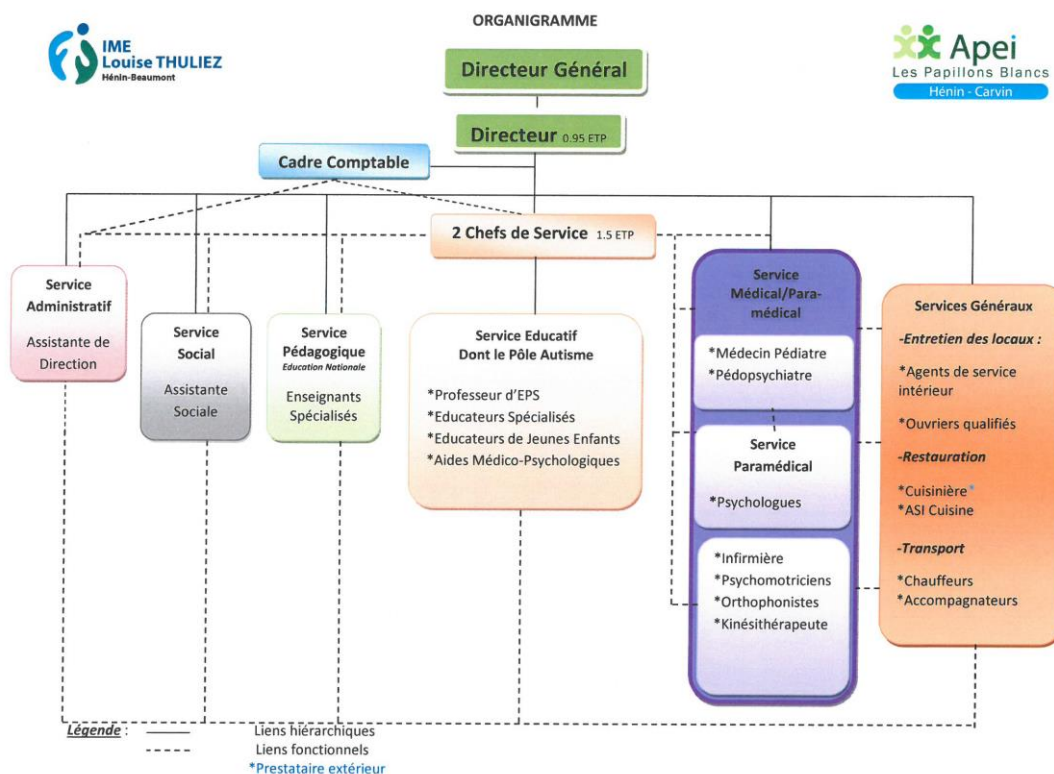 ORGANIGRAMME
IME
Louise THULIEZ
Hénin-Beaumont
Apei
Les Papillons Blancs
Hénin - Carvin
Directeur Général
Directeur 0.95 ETP
Cadre Comptable
2 Chefs de Service 1.5 ETP
Service
Administratif
Assistante de
Direction
Service
Social
Assistante
Sociale
Service
Pédagogique
Education Nationale
Enseignants
Spécialisés
Service Educatif
Dont le Pôle Autisme
*Professeur d'EPS
*Educateurs Spécialisés
*Educateurs de Jeunes Enfants
*Aides Médico-Psychologiques
Service
Médical/Para-
médical
*Médecin Pédiatre
*Pédopsychiatre
Service
Paramédical
*Psychologues
*Infirmière
*Psychomotriciens
*Orthophonistes
*Kinésithérapeute
Services Généraux
-Entretien des locaux :
*Agents de service
intérieur
*Ouvriers qualifiés
-Restauration
*Cuisinière*
*ASI Cuisine
-Transport
*Chauffeurs
*Accompagnateurs
Légende :
Liens hiérarchiques
Liens fonctionnels
*Prestataire extérieur